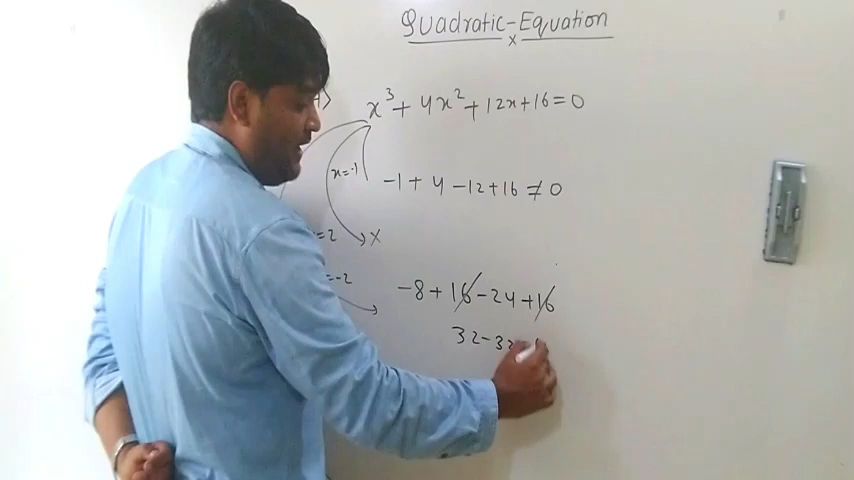 Quadratic-Equation
x
x³ + 4x² + 12x + 16 = 0
x=-1
-1 + 4 - 12 + 16 ≠ 0
=2
x
=-2
-8 + 16 - 24 + 16
32 - 32